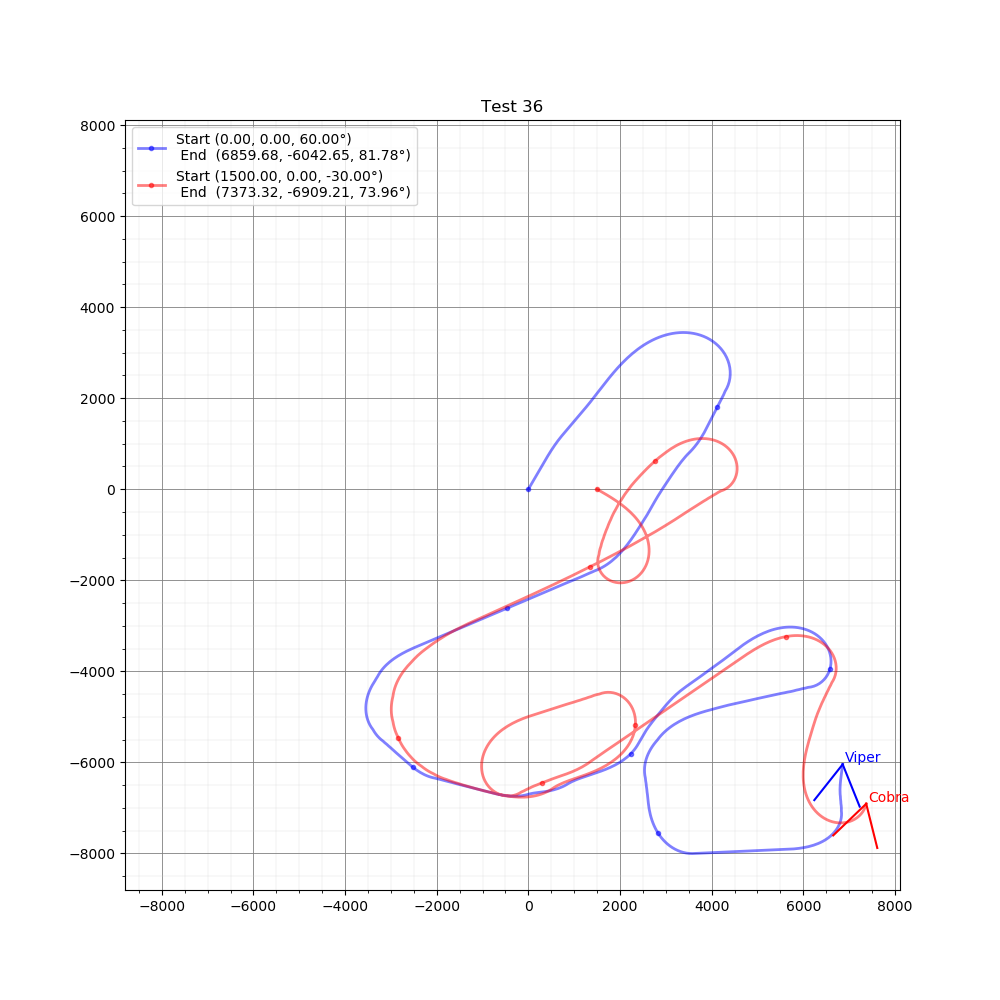 Test 36
Start (0.00, 0.00, 60.00°)
End (6859.68, -6042.65, 81.78°)
Start (1500.00, 0.00, -30.00°)
End (7373.32, -6909.21, 73.96°)
8000
6000
4000
2000
0
−2000
−4000
−6000
−8000
Viper
Cobra
−8000 −6000 −4000 −2000 0 2000 4000 6000 8000